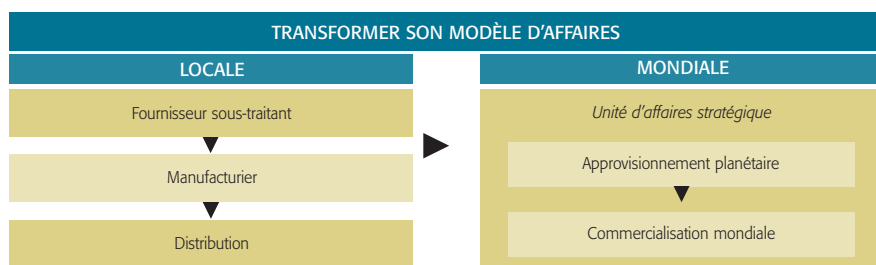 TRANSFORMER SON MODÈLE D'AFFAIRES
LOCALE
Fournisseur sous-traitant
Manufacturier
Distribution
MONDIALE
Unité d'affaires stratégique
Approvisionnement planétaire
Commercialisation mondiale